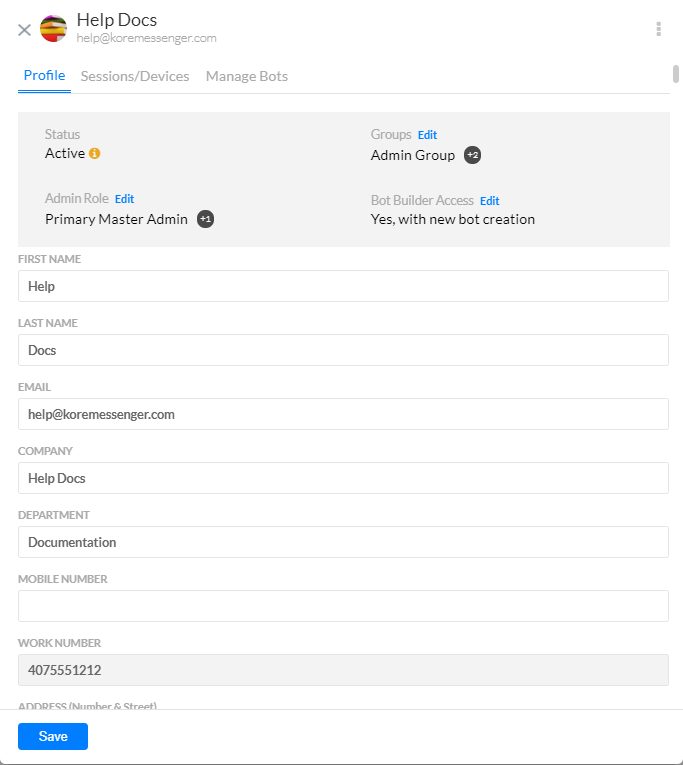 Help Docs
help@koremessenger.com
Profile Sessions/Devices Manage Bots
Status
Active
Groups Edit
Admin Group +2
Admin Role Edit
Primary Master Admin +1
Bot Builder Access Edit
Yes, with new bot creation
FIRST NAME
Help
LAST NAME
Docs
EMAIL
help@koremessenger.com
COMPANY
Help Docs
DEPARTMENT
Documentation
MOBILE NUMBER
WORK NUMBER
4075551212
ADDRESS (Number & Street)
Save